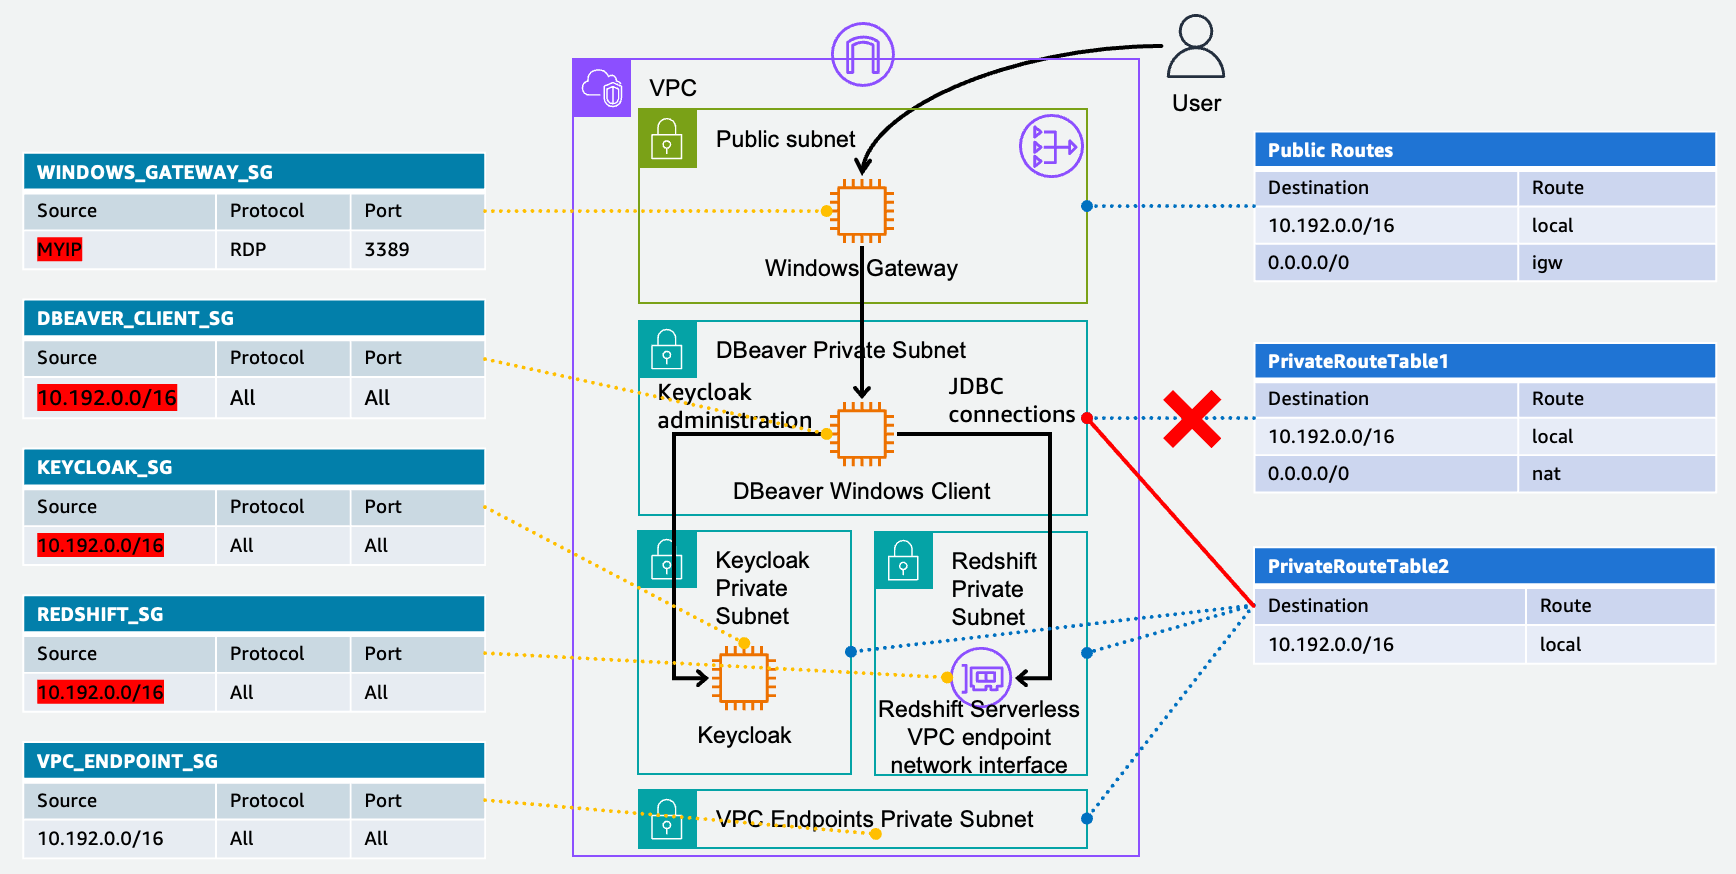 User
VPC
Public subnet
Windows Gateway
DBeaver Private Subnet
Keycloak
administration
JDBC
connections
DBeaver Windows Client
Keycloak
Private
Subnet
Keycloak
Redshift
Private
Subnet
Redshift Serverless
VPC endpoint
network interface
VPC Endpoints Private Subnet
WINDOWS_GATEWAY_SG
Source Protocol Port
MYIP RDP 3389
DBEAVER_CLIENT_SG
Source Protocol Port
10.192.0.0/16 All All
KEYCLOAK_SG
Source Protocol Port
10.192.0.0/16 All All
REDSHIFT_SG
Source Protocol Port
10.192.0.0/16 All All
VPC_ENDPOINT_SG
Source Protocol Port
10.192.0.0/16 All All
Public Routes
Destination Route
10.192.0.0/16 local
0.0.0.0/0 igw
PrivateRouteTable1
Destination Route
10.192.0.0/16 local
0.0.0.0/0 nat
PrivateRouteTable2
Destination Route
10.192.0.0/16 local